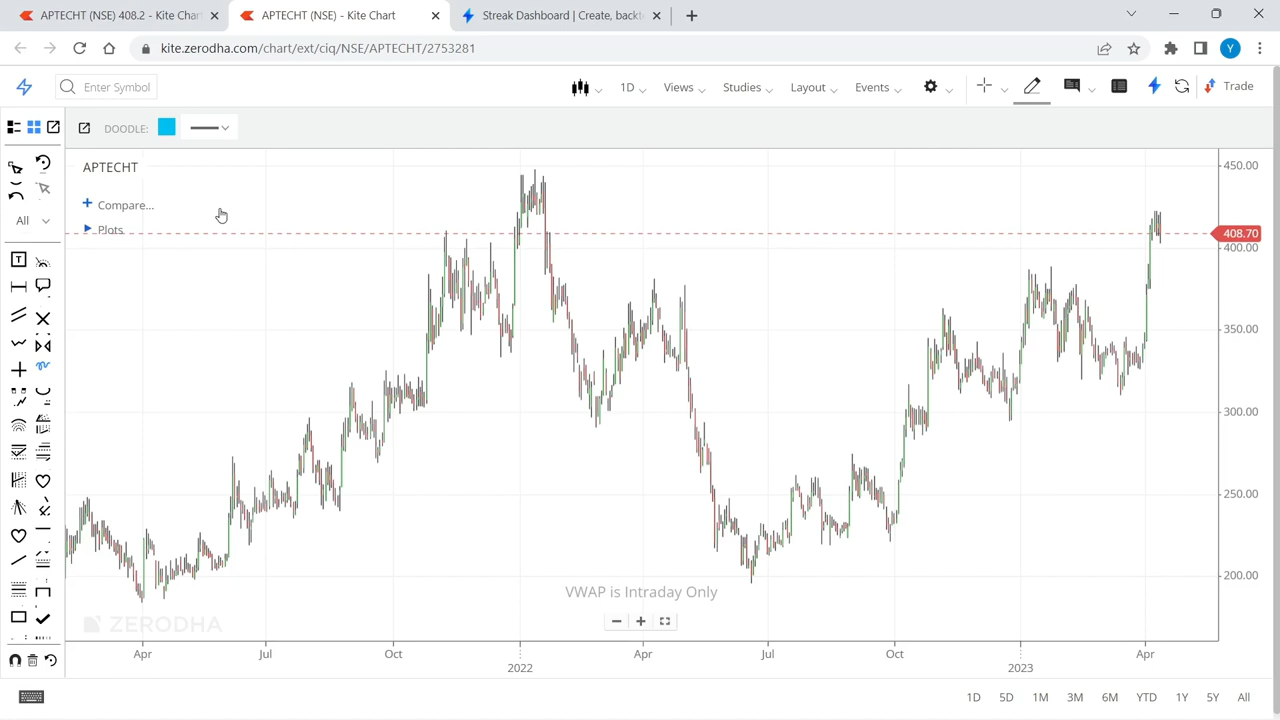 APTECHT (NSE) 408.2 - Kite Chart
APTECHT (NSE) - Kite Chart
Streak Dashboard | Create, back
kite.zerodha.com/chart/ext/ciq/NSE/APTECHT/2753281
Y
Enter Symbol
1D
Views
Studies
Layout
Events
Trade
DOODLE:
All
T
APTECHT
Compare...
Plots
450.00
408.70
400.00
350.00
300.00
250.00
200.00
VWAP is Intraday Only
ZERODHA
Apr Jul Oct 2022 Apr Jul Oct 2023 Apr
1D 5D 1M 3M 6M YTD 1Y 5Y All